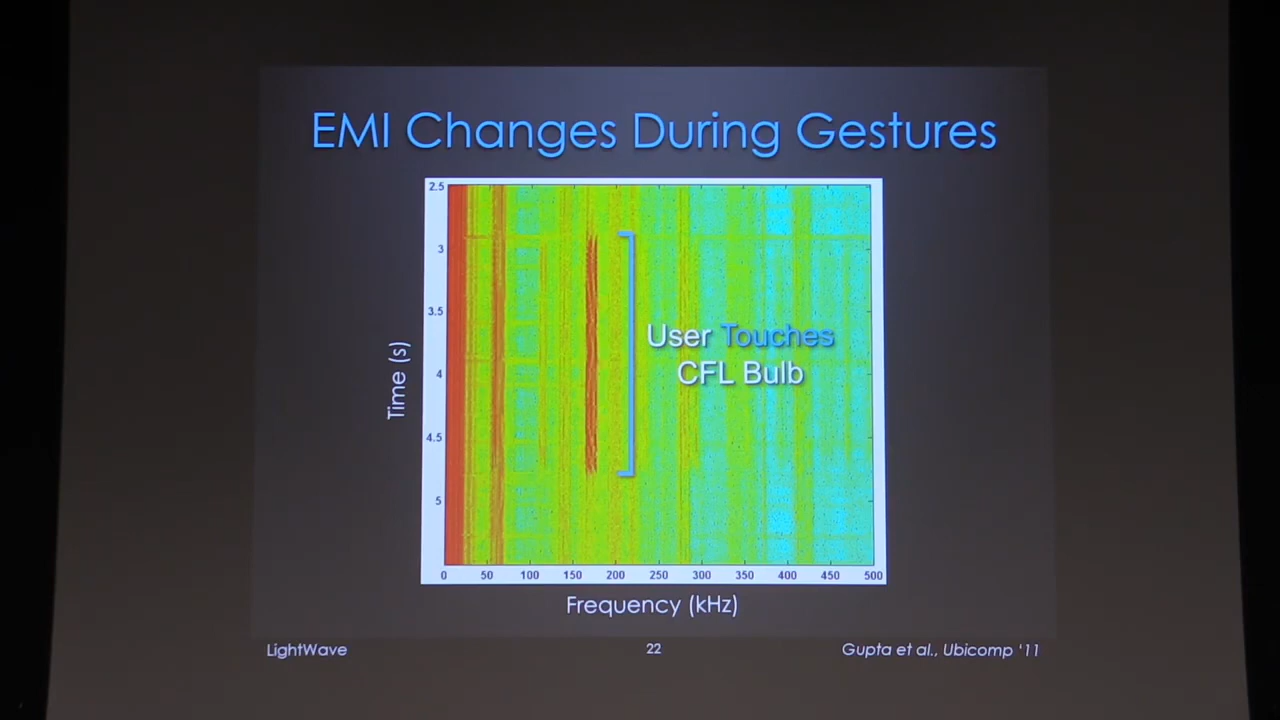 EMI Changes During Gestures
2.5
3
3.5
4
4.5
5
Time (s)
User Touches
CFL Bulb
0 50 100 150 200 250 300 350 400 450 500
Frequency (kHz)
LightWave 22 Gupta et al., Ubicomp ‘11